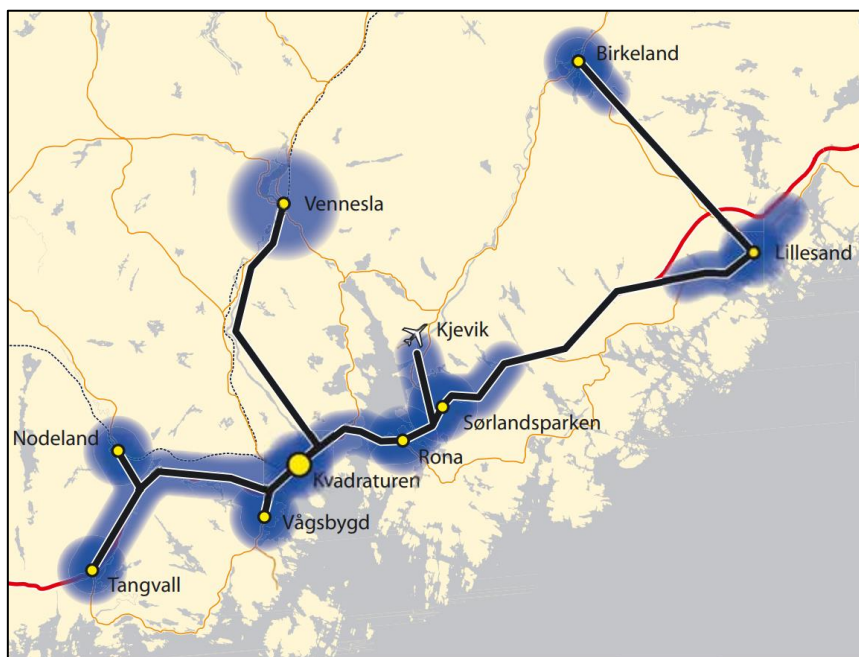 Birkeland
Vennesla
Lillesand
Kjevik
Sørlandsparken
Nodeland
Rona
Kvadraturen
Vågsbygd
Tangvall